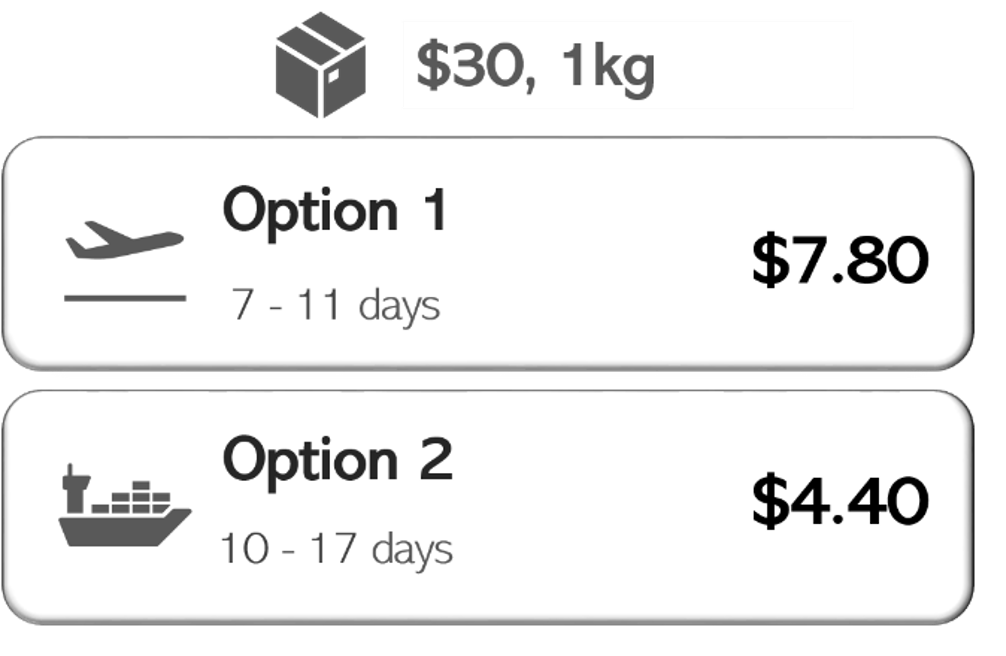 $30, 1kg
Option 1
$7.80
7 - 11 days
Option 2
$4.40
10 - 17 days